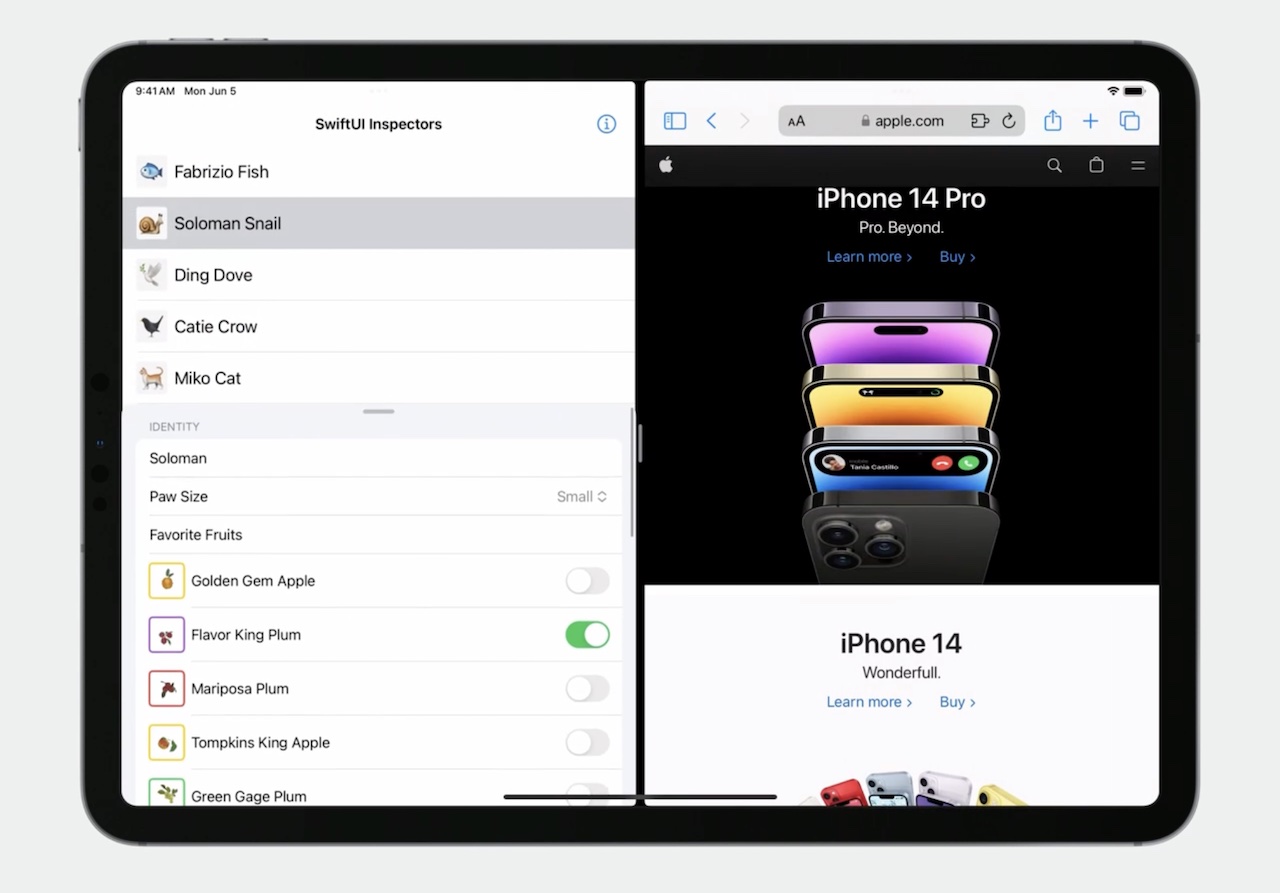 9:41 AM Mon Jun 5
SwiftUI Inspectors
Fabrizio Fish
Soloman Snail
Ding Dove
Catie Crow
Miko Cat
IDENTITY
Soloman
Paw Size Small
Favorite Fruits
Golden Gem Apple
Flavor King Plum
Mariposa Plum
Tompkins King Apple
Green Gage Plum
AA apple.com
iPhone 14 Pro
Pro. Beyond.
Learn more > Buy >
Tania Castillo
iPhone 14
Wonderfull.
Learn more > Buy >